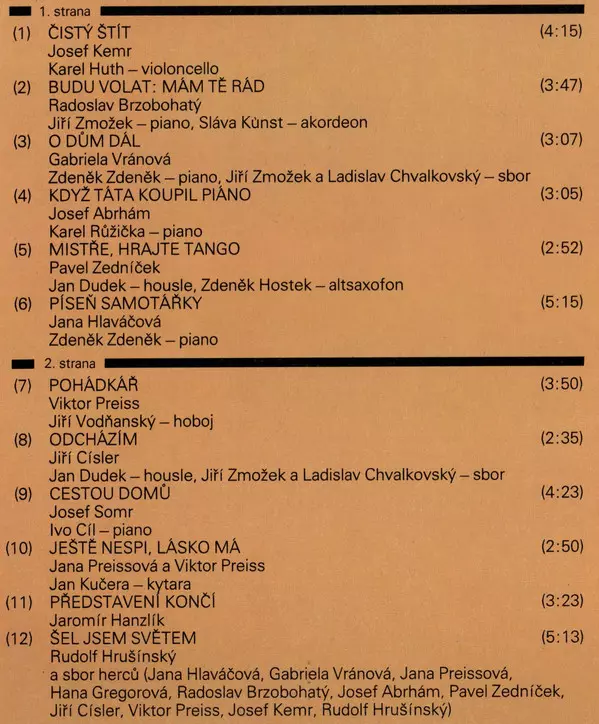 1. strana
(1) ČISTÝ ŠTÍT (4:15)
Josef Kemr
Karel Huth – violoncello
(2) BUDU VOLAT: MÁM TĚ RÁD (3:47)
Radoslav Brzobohatý
Jiří Zmožek – piano, Sláva Kunst – akordeon
(3) O DŮM DÁL (3:07)
Gabriela Vránová
Zdeněk Zdeněk – piano, Jiří Zmožek a Ladislav Chvalkovský – sbor
(4) KDYŽ TÁTA KOUPIL PIÁNO (3:05)
Josef Abrhám
Karel Růžička – piano
(5) MISTŘE, HRAJTE TANGO (2:52)
Pavel Zedníček
Jan Dudek – housle, Zdeněk Hostek – altsaxofon
(6) PÍSEŇ SAMOTÁŘKY (5:15)
Jana Hlaváčová
Zdeněk Zdeněk – piano
2. strana
(7) POHÁDKÁŘ (3:50)
Viktor Preiss
Jiří Vodňanský – hoboj
(8) ODCHÁZÍM (2:35)
Jiří Císler
Jan Dudek – housle, Jiří Zmožek a Ladislav Chvalkovský – sbor
(9) CESTOU DOMŮ (4:23)
Josef Somr
Ivo Cíl – piano
(10) JEŠTĚ NESPI, LÁSKO MÁ (2:50)
Jana Preissová a Viktor Preiss
Jan Kučera – kytara
(11) PŘEDSTAVENÍ KONČÍ (3:23)
Jaromír Hanzlík
(12) ŠEL JSEM SVĚTEM (5:13)
Rudolf Hrušínský
a sbor herců (Jana Hlaváčová, Gabriela Vránová, Jana Preissová,
Hana Gregorová, Radoslav Brzobohatý, Josef Abrhám, Pavel Zedníček,
Jiří Císler, Viktor Preiss, Josef Kemr, Rudolf Hrušínský)